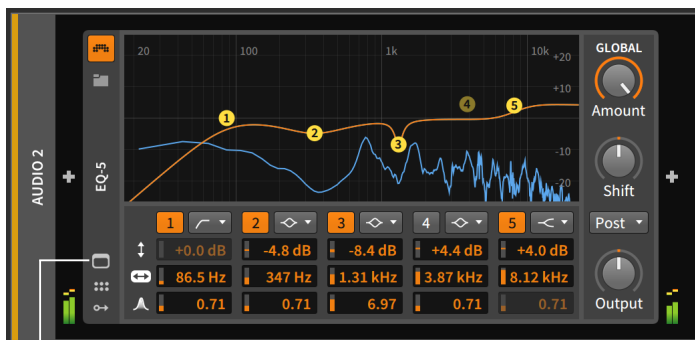 20 100 1k 10k +20
+10
-10
-20
1 2 3 4 5
GLOBAL
Amount
Shift
Post
Output
AUDIO 2
EQ-5
1 2 3 4 5
+0.0 dB -4.8 dB -8.4 dB +4.4 dB +4.0 dB
86.5 Hz 347 Hz 1.31 kHz 3.87 kHz 8.12 kHz
0.71 0.71 6.97 0.71 0.71